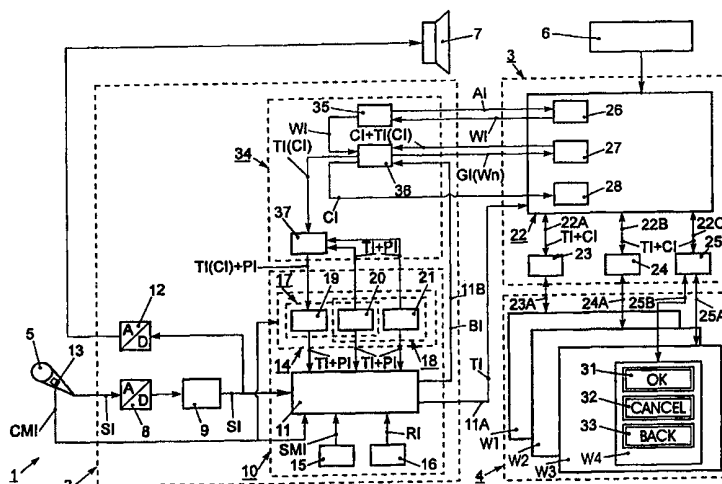 7
6
3
35
AI
26
WI
WI
CI+TI(CI)
27
TI(CI)
36
GI(Wn)
34
28
CI
22A
22B
22C
37
22
TI+CI
TI+CI
25
TI+PI
23
24
TI(CI)+PI
11B
12
17
19
20
21
23A
24A
25B
25A
A
D
BI
5
13
14
TI+PI
TI+PI
18
TI
31
OK
A
D
32
CANCEL
SI
11
33
BACK
CMI
8
9
SI
11A
W1
W4
SMI
RI
W2
1
2
10
15
16
4
W3